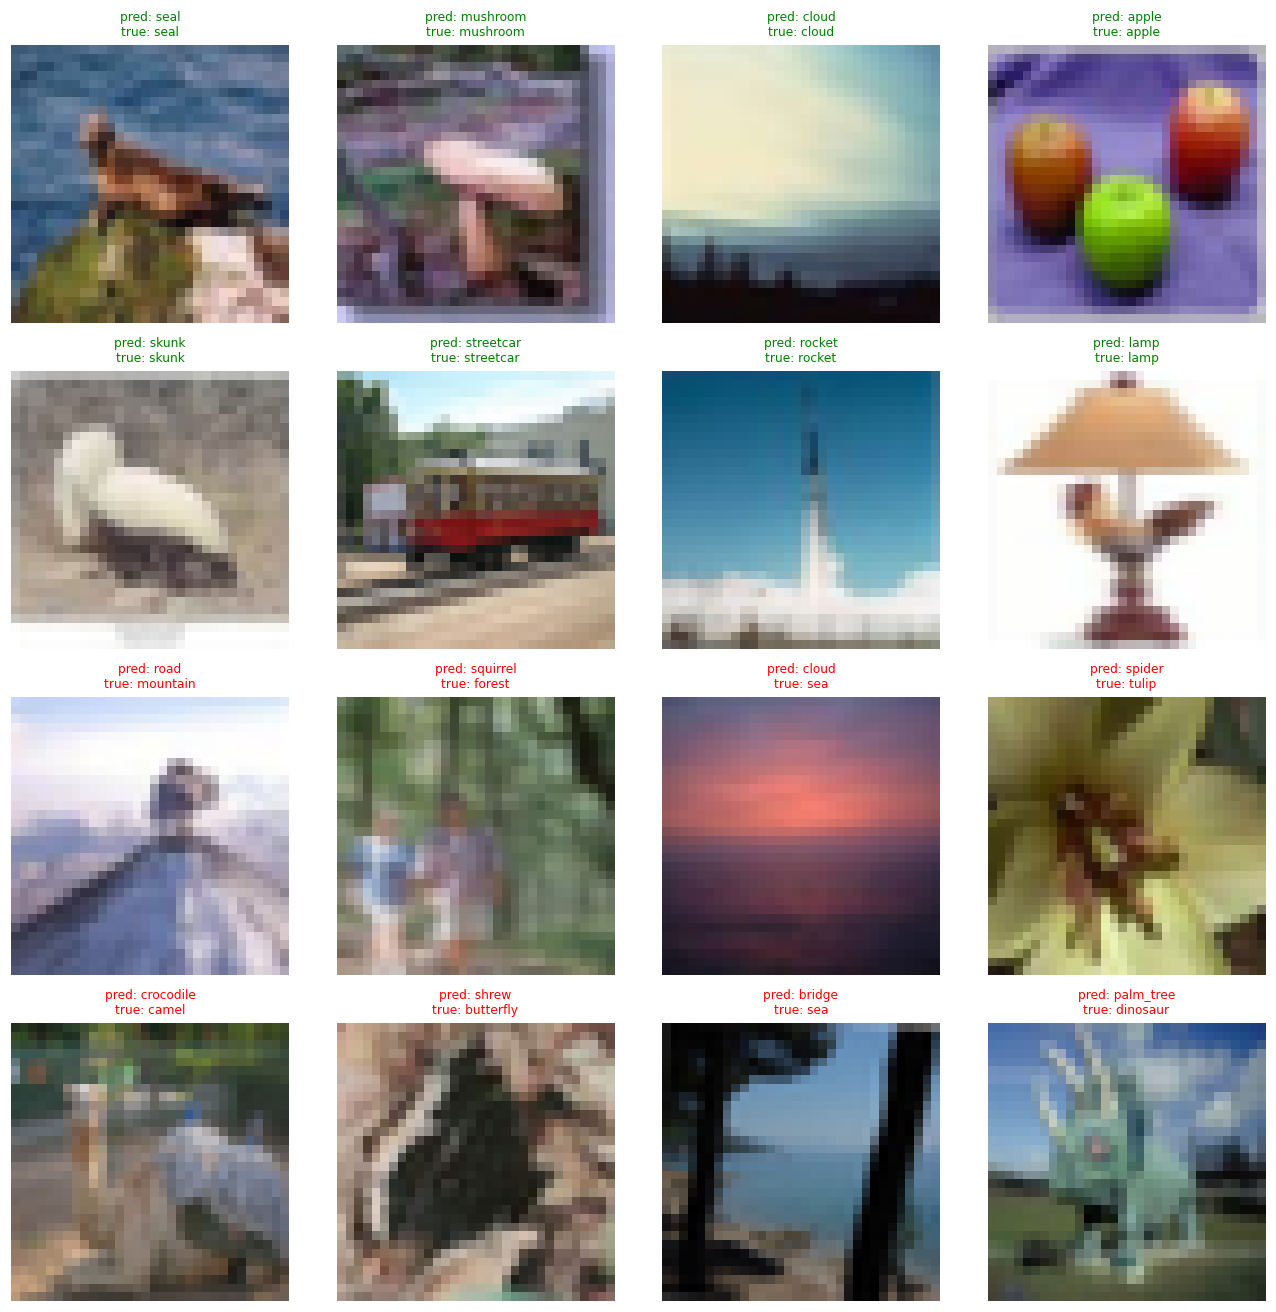 pred: seal
true: seal
pred: mushroom
true: mushroom
pred: cloud
true: cloud
pred: apple
true: apple
pred: skunk
true: skunk
pred: streetcar
true: streetcar
pred: rocket
true: rocket
pred: lamp
true: lamp
pred: road
true: mountain
pred: squirrel
true: forest
pred: cloud
true: sea
pred: spider
true: tulip
pred: crocodile
true: camel
pred: shrew
true: butterfly
pred: bridge
true: sea
pred: palm_tree
true: dinosaur